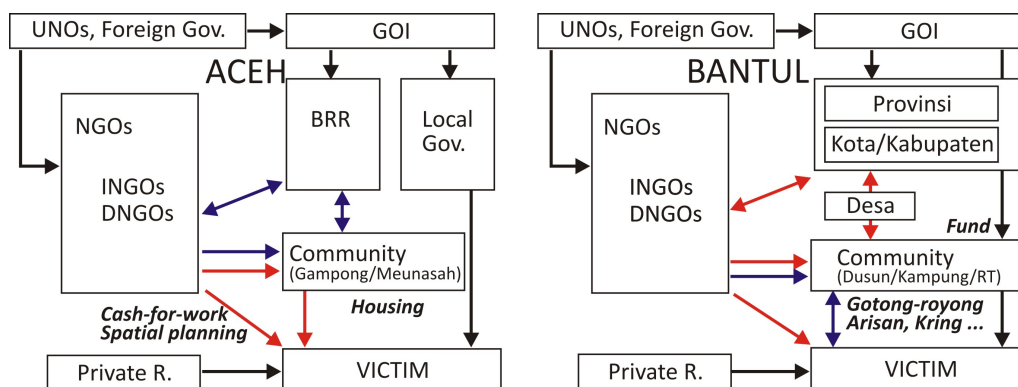 UNOs, Foreign Gov.
GOI
ACEH
NGOs
INGOs
DNGOs
BRR
Local
Gov.
Community
(Gampong/Meunasah)
Cash-for-work
Spatial planning
Housing
Private R.
VICTIM
UNOs, Foreign Gov.
GOI
BANTUL
NGOs
INGOs
DNGOs
Provinsi
Kota/Kabupaten
Desa
Fund
Community
(Dusun/Kampung/RT)
Gotong-royong
Arisan, Kring ...
Private R.
VICTIM